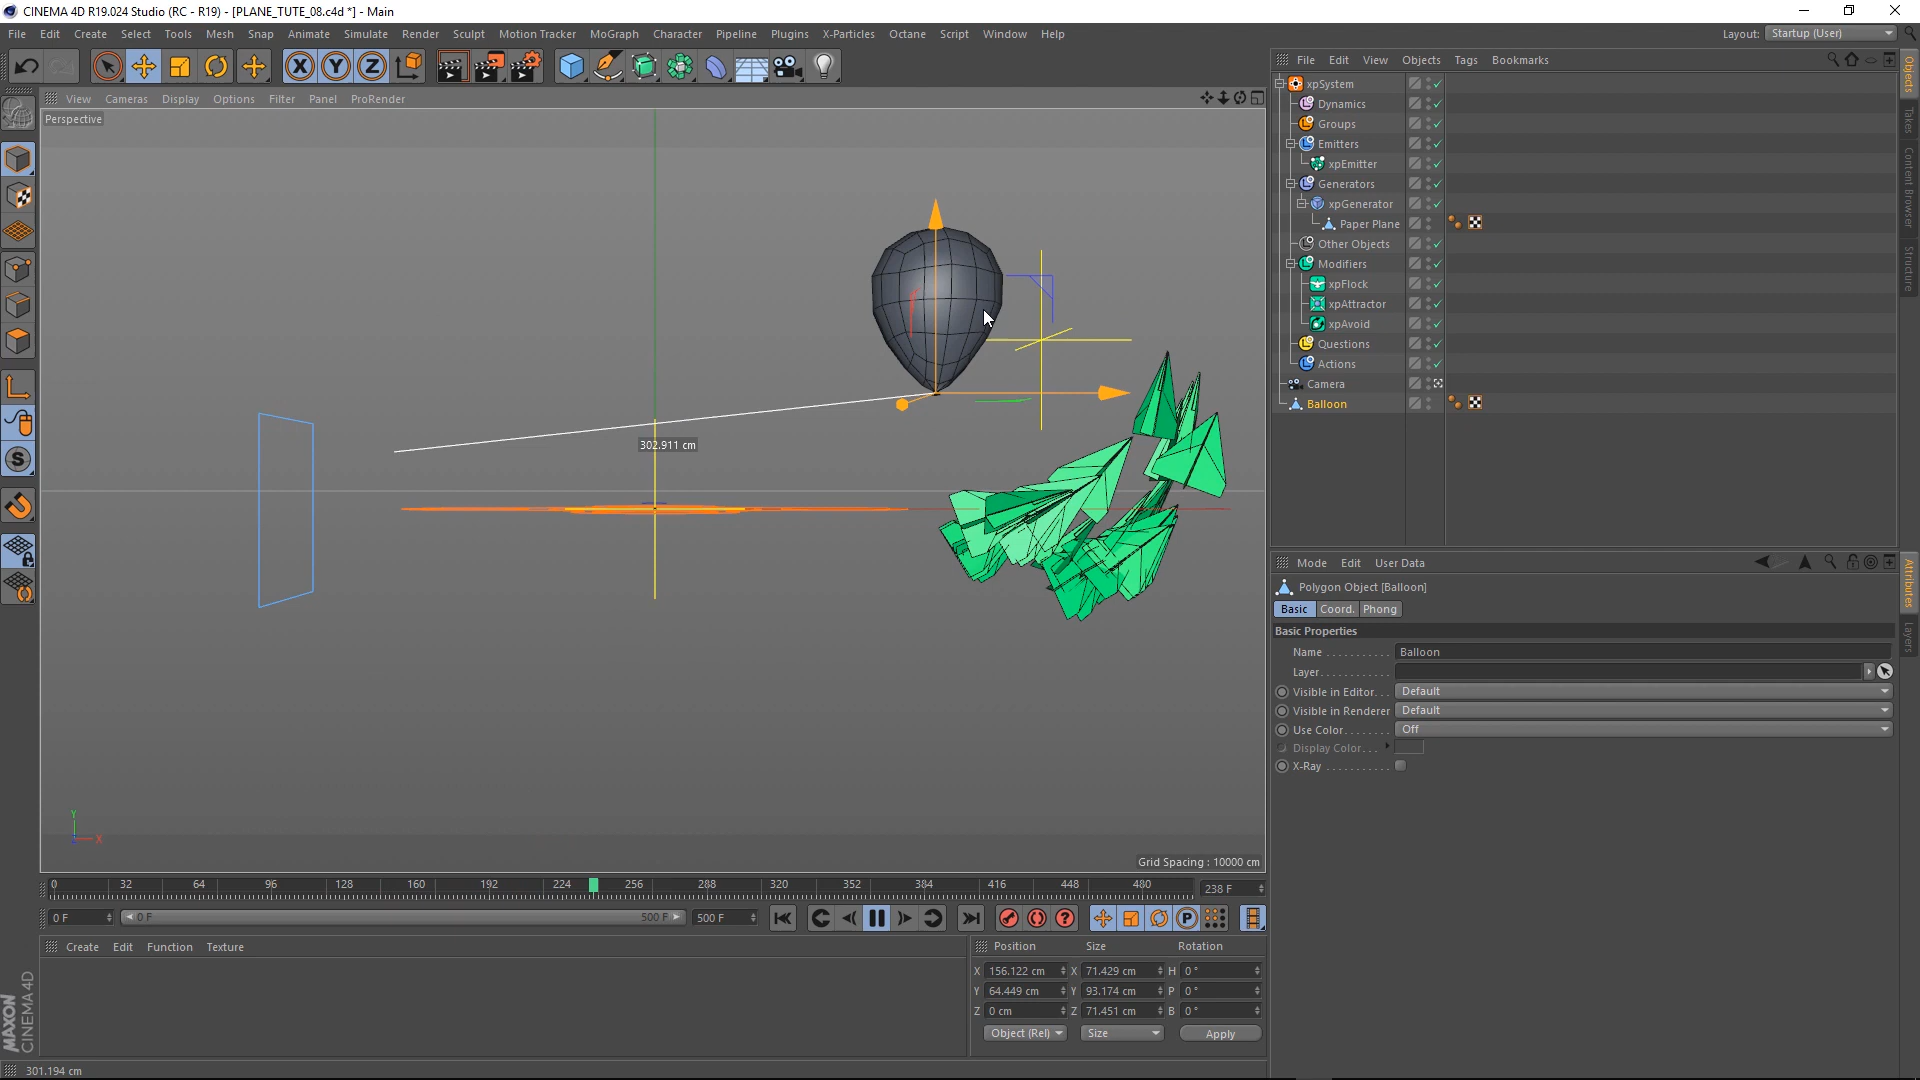 CINEMA 4D R19.024 Studio (RC - R19) - [PLANE_TUTE_08.c4d *] - Main
File Edit Create Select Tools Mesh Snap Animate Simulate Render Sculpt Motion Tracker MoGraph Character Pipeline Plugins X-Particles Octane Script Window Help
Layout: Startup (User)
View Cameras Display Options Filter Panel ProRender
Perspective
302.911 cm
Y
X
Z
Grid Spacing : 10000 cm
File Edit View Objects Tags Bookmarks
xpSystem
Dynamics
Groups
Emitters
xpEmitter
Generators
xpGenerator
Paper Plane
Other Objects
Modifiers
xpFlock
xpAttractor
xpAvoid
Questions
Actions
Camera
Balloon
Objects
Takes
Content Browser
Structure
Mode Edit User Data
Polygon Object [Balloon]
Basic Coord. Phong
Basic Properties
Name Balloon
Layer
Visible in Editor Default
Visible in Renderer Default
Use Color Off
Display Color
X-Ray
Attributes
Layers
0 32 64 96 128 160 192 224 256 288 320 352 384 416 448 480 238 F
0 F 0 F 500 F 500 F
Create Edit Function Texture
Position Size Rotation
X 156.122 cm X 71.429 cm H 0 °
Y 64.449 cm Y 93.174 cm P 0 °
Z 0 cm Z 71.451 cm B 0 °
Object (Rel) Size Apply
MAXON
CINEMA 4D
301.194 cm